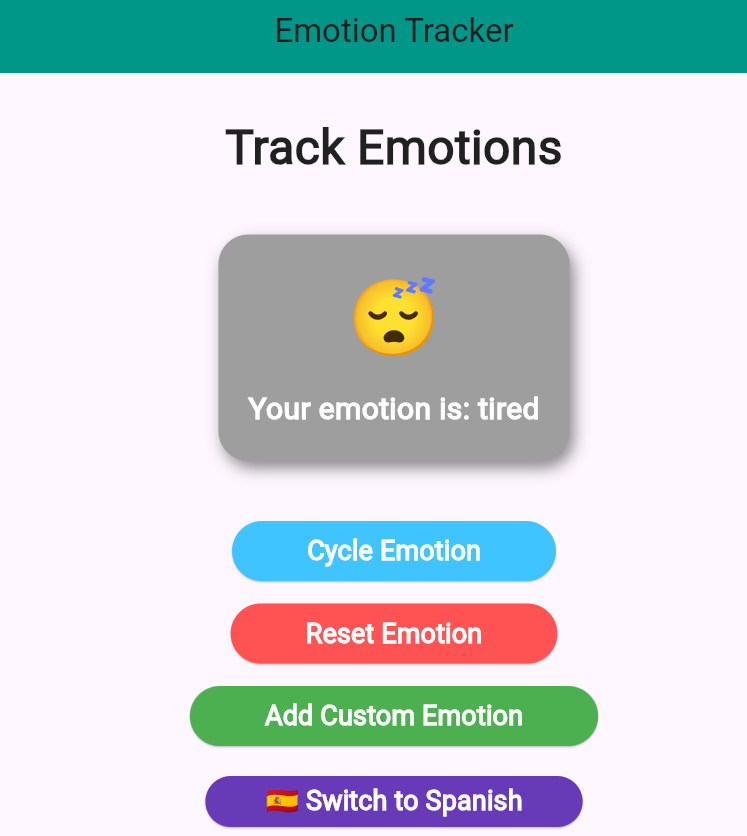 Emotion Tracker
Track Emotions
Your emotion is: tired
Cycle Emotion
Reset Emotion
Add Custom Emotion
🇪🇸 Switch to Spanish